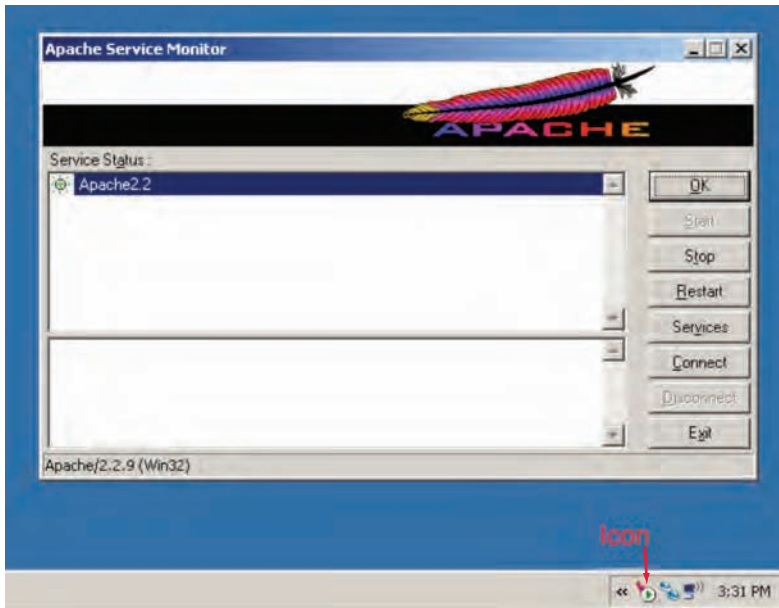 Apache Service Monitor
APACHE
Service Status :
Apache2.2
OK
Start
Stop
Restart
Services
Connect
Disconnect
Exit
Apache/2.2.9 (Win32)
Icon
« 3:31 PM